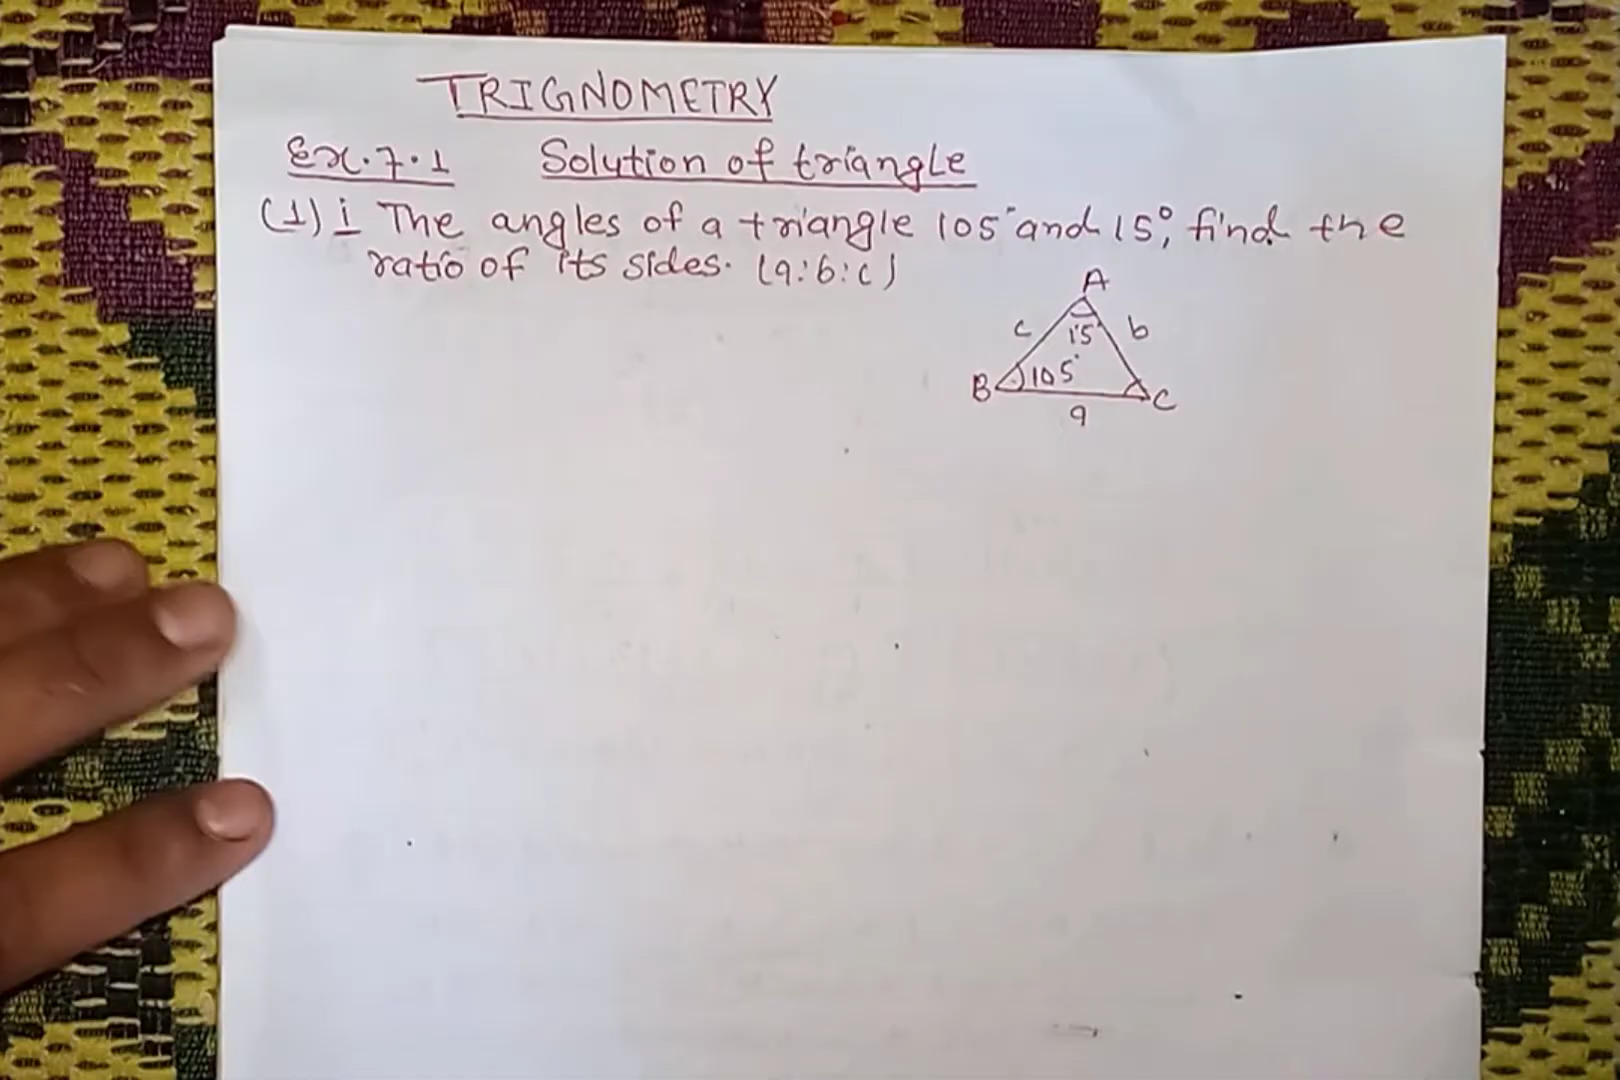 TRIGNOMETRY
Ex.7.1 Solution of triangle
(1) i The angles of a triangle 105° and 15°, find the
ratio of its sides. (a:b:c)
A
c 15° b
B 105° C
a